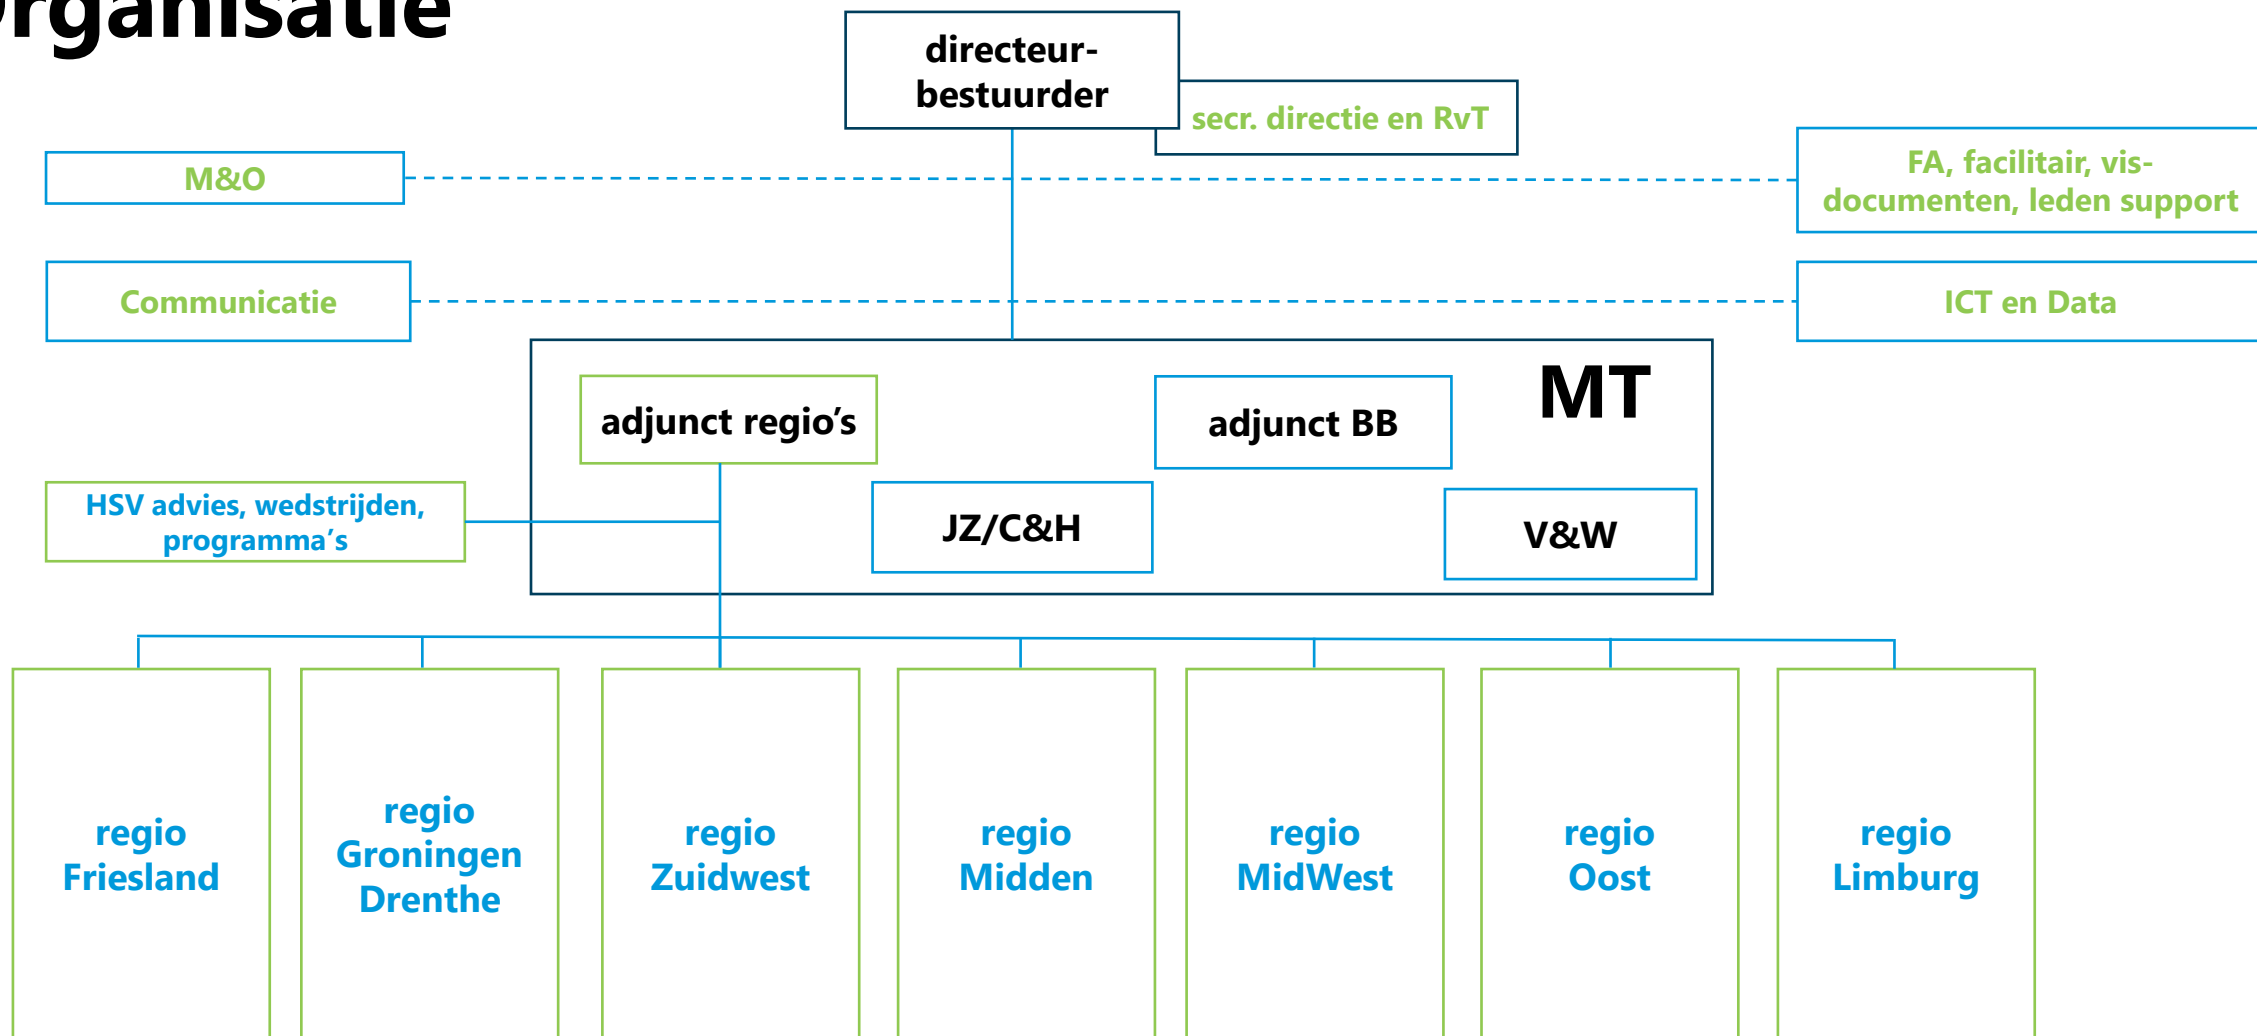 Organisatie
directeur-
bestuurder
secr. directie en RvT
M&O
FA, facilitair, vis-
documenten, leden support
Communicatie
ICT en Data
MT
adjunct regio’s
adjunct BB
HSV advies, wedstrijden,
programma’s
JZ/C&H
V&W
regio
Friesland
regio
Groningen
Drenthe
regio
Zuidwest
regio
Midden
regio
MidWest
regio
Oost
regio
Limburg